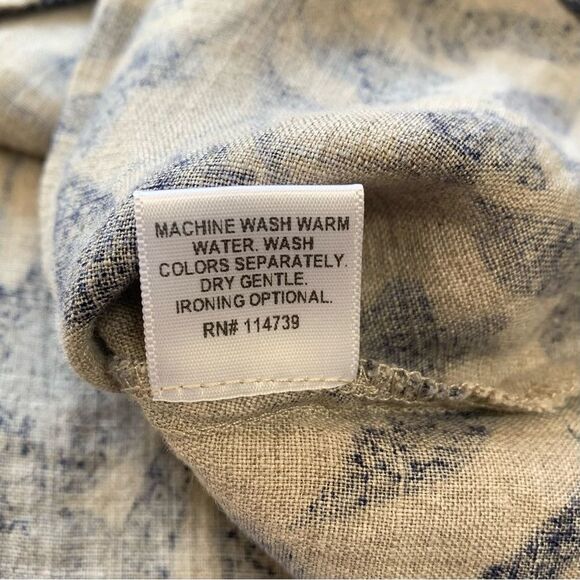 MACHINE WASH WARM
WATER. WASH
COLORS SEPARATELY.
DRY GENTLE.
IRONING OPTIONAL.
RN# 114739